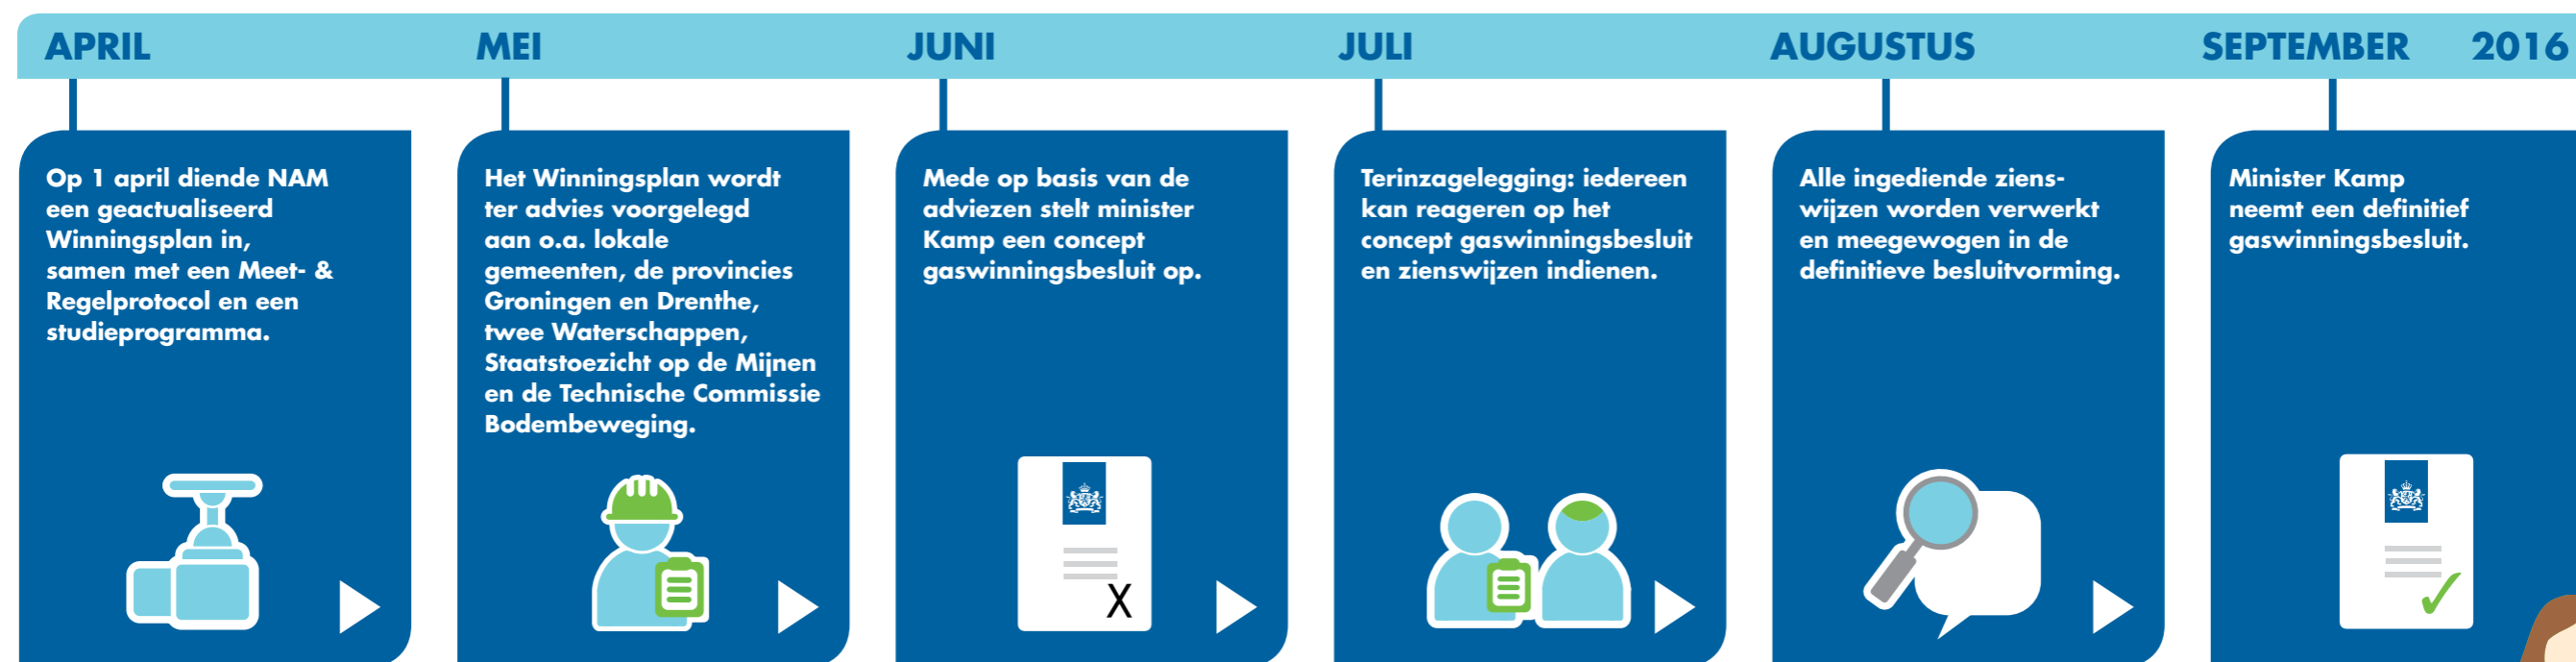 APRIL
MEI
JUNI
JULI
AUGUSTUS
SEPTEMBER 2016
Op 1 april diende NAM
een geactualiseerd
Winningsplan in,
samen met een Meet- &
Regelprotocol en een
studieprogramma.
Het Winningsplan wordt
ter advies voorgelegd
aan o.a. lokale
gemeenten, de provincies
Groningen en Drenthe,
twee Waterschappen,
Staatstoezicht op de Mijnen
en de Technische Commissie
Bodembeweging.
Mede op basis van de
adviezen stelt minister
Kamp een concept
gaswinningsbesluit op.
X
Terinzagelegging: iedereen
kan reageren op het
concept gaswinningsbesluit
en zienswijzen indienen.
Alle ingediende ziens-
wijzen worden verwerkt
en meegewogen in de
definitieve besluitvorming.
Minister Kamp
neemt een definitief
gaswinningsbesluit.